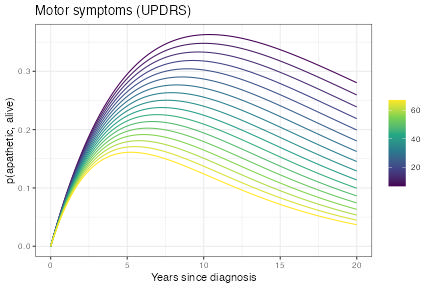 Motor symptoms (UPDRS)
p(apathetic, alive)
0.3
0.2
0.1
0.0
0 5 10 15 20
Years since diagnosis
60
40
20